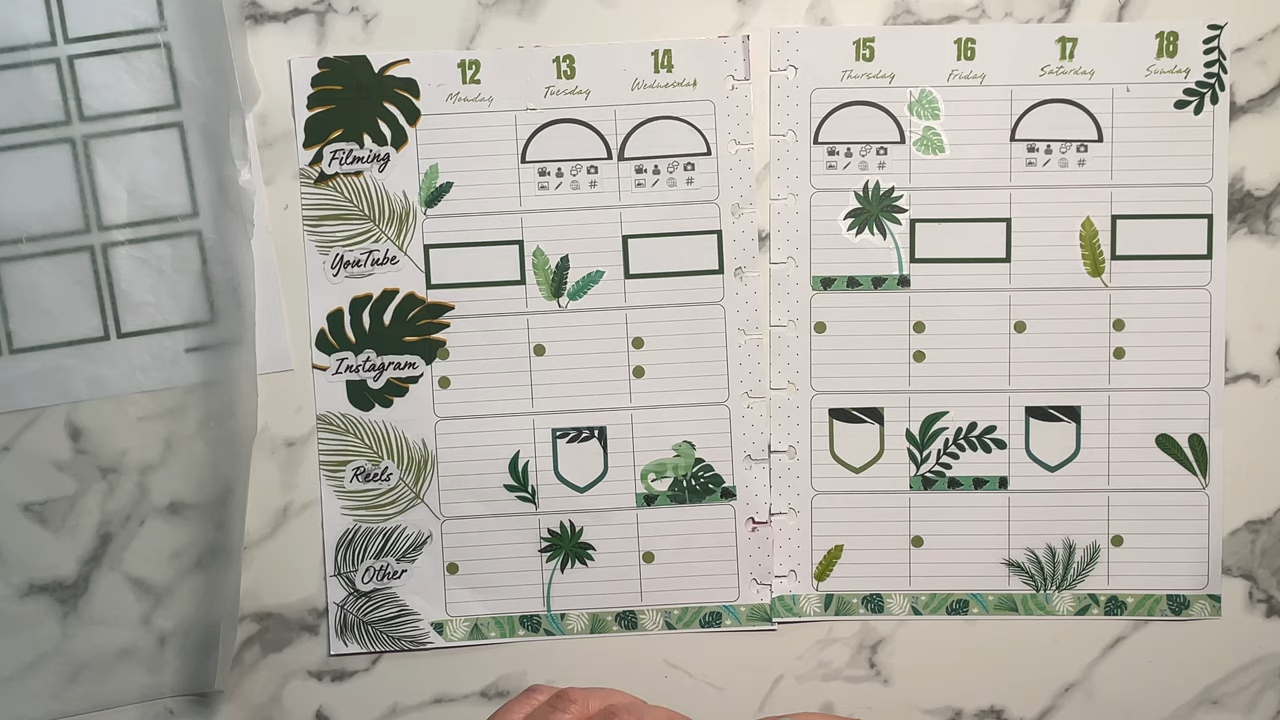 12 13 14 15 16 17 18
Monday Tuesday Wednesday Thursday Friday Saturday Sunday
Filming
# # # #
YouTube
Instagram
Reels
Other